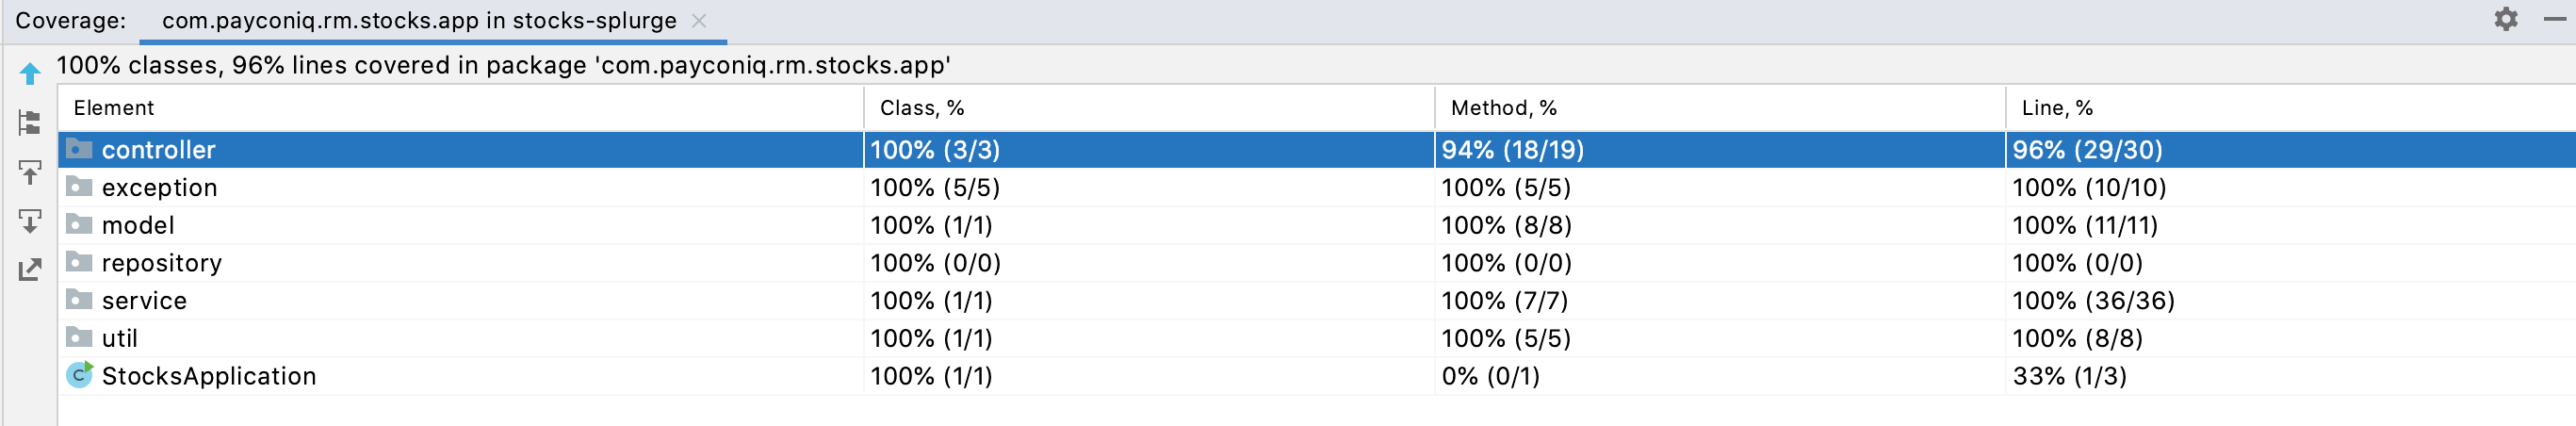 Coverage: com.payconiq.rm.stocks.app in stocks-splurge
100% classes, 96% lines covered in package 'com.payconiq.rm.stocks.app'
Element Class, % Method, % Line, %
controller 100% (3/3) 94% (18/19) 96% (29/30)
exception 100% (5/5) 100% (5/5) 100% (10/10)
model 100% (1/1) 100% (8/8) 100% (11/11)
repository 100% (0/0) 100% (0/0) 100% (0/0)
service 100% (1/1) 100% (7/7) 100% (36/36)
util 100% (1/1) 100% (5/5) 100% (8/8)
C StocksApplication 100% (1/1) 0% (0/1) 33% (1/3)